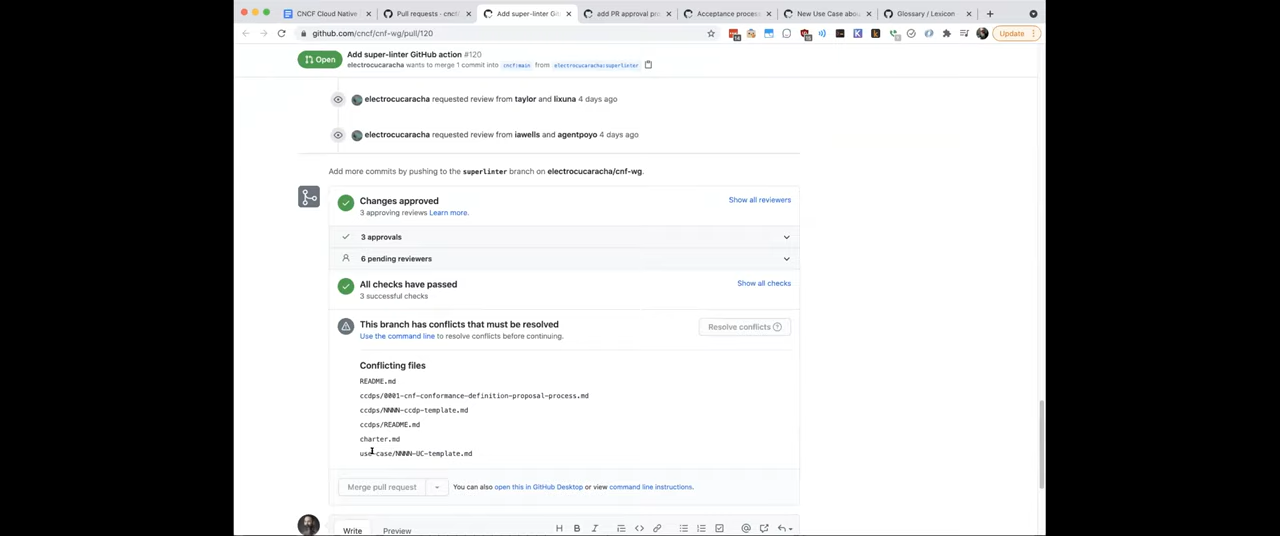 CNCF Cloud Native
Pull requests · cncf/
Add super-linter Git
add PR approval pro
Acceptance process
New Use Case abou
Glossary / Lexicon
github.com/cncf/cnf-wg/pull/120
Update
Open
Add super-linter GitHub action #120
electrocucaracha wants to merge 1 commit into cncf:main from electrocucaracha:superlinter
electrocucaracha requested review from taylor and lixuna 4 days ago
electrocucaracha requested review from iawells and agentpoyo 4 days ago
Add more commits by pushing to the superlinter branch on electrocucaracha/cnf-wg.
Changes approved
Show all reviewers
3 approving reviews Learn more.
3 approvals
6 pending reviewers
All checks have passed
Show all checks
3 successful checks
This branch has conflicts that must be resolved
Resolve conflicts
Use the command line to resolve conflicts before continuing.
Conflicting files
README.md
ccdps/0001-cnf-conformance-definition-proposal-process.md
ccdps/NNNN-ccdp-template.md
ccdps/README.md
charter.md
use-case/NNNN-UC-template.md
Merge pull request
You can also open this in GitHub Desktop or view command line instructions.
Write
Preview
H B I